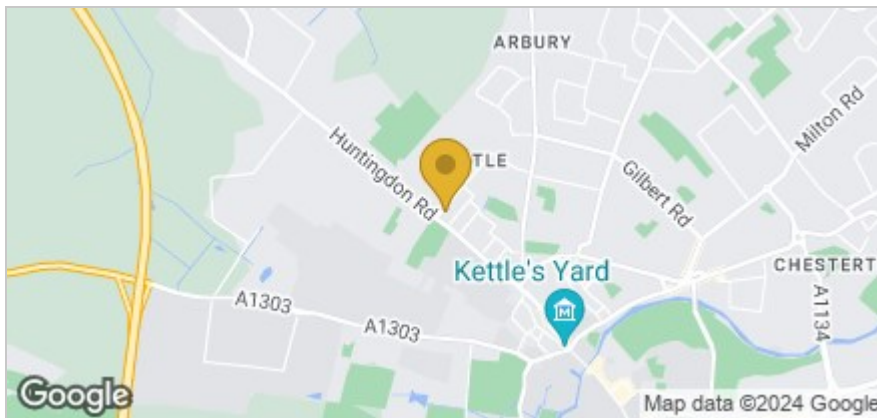 ARBURY
Milton Rd
Huntingdon Rd
TLE
Gilbert Rd
Kettle's Yard
CHESTERT
A1303
A1134
A1303
M
Google
Map data ©2024 Google